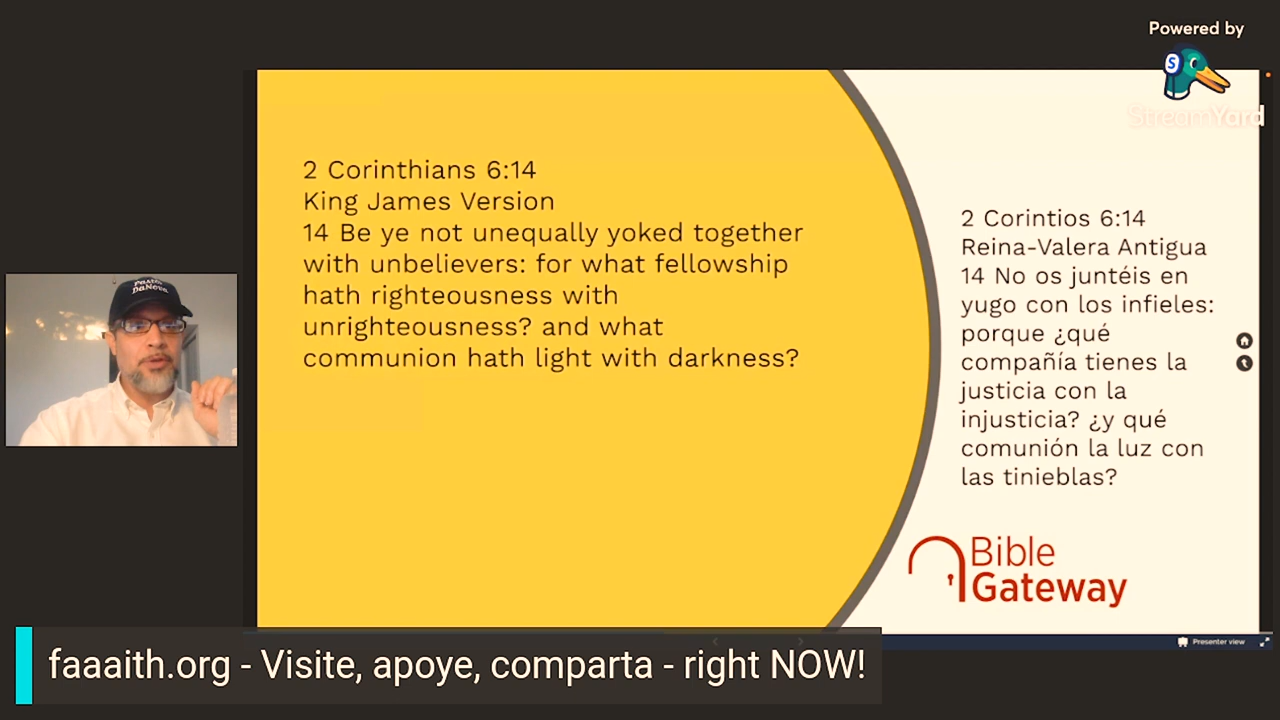 Powered by
StreamYard
2 Corinthians 6:14
King James Version
14 Be ye not unequally yoked together
with unbelievers: for what fellowship
hath righteousness with
unrighteousness? and what
communion hath light with darkness?
2 Corintios 6:14
Reina-Valera Antigua
14 No os juntéis en
yugo con los infieles:
porque ¿qué
compañía tienes la
justicia con la
injusticia? ¿y qué
comunión la luz con
las tinieblas?
Bible
Gateway
Pastor
DaNova
Presenter view
faaaith.org - Visite, apoye, comparta - right NOW!